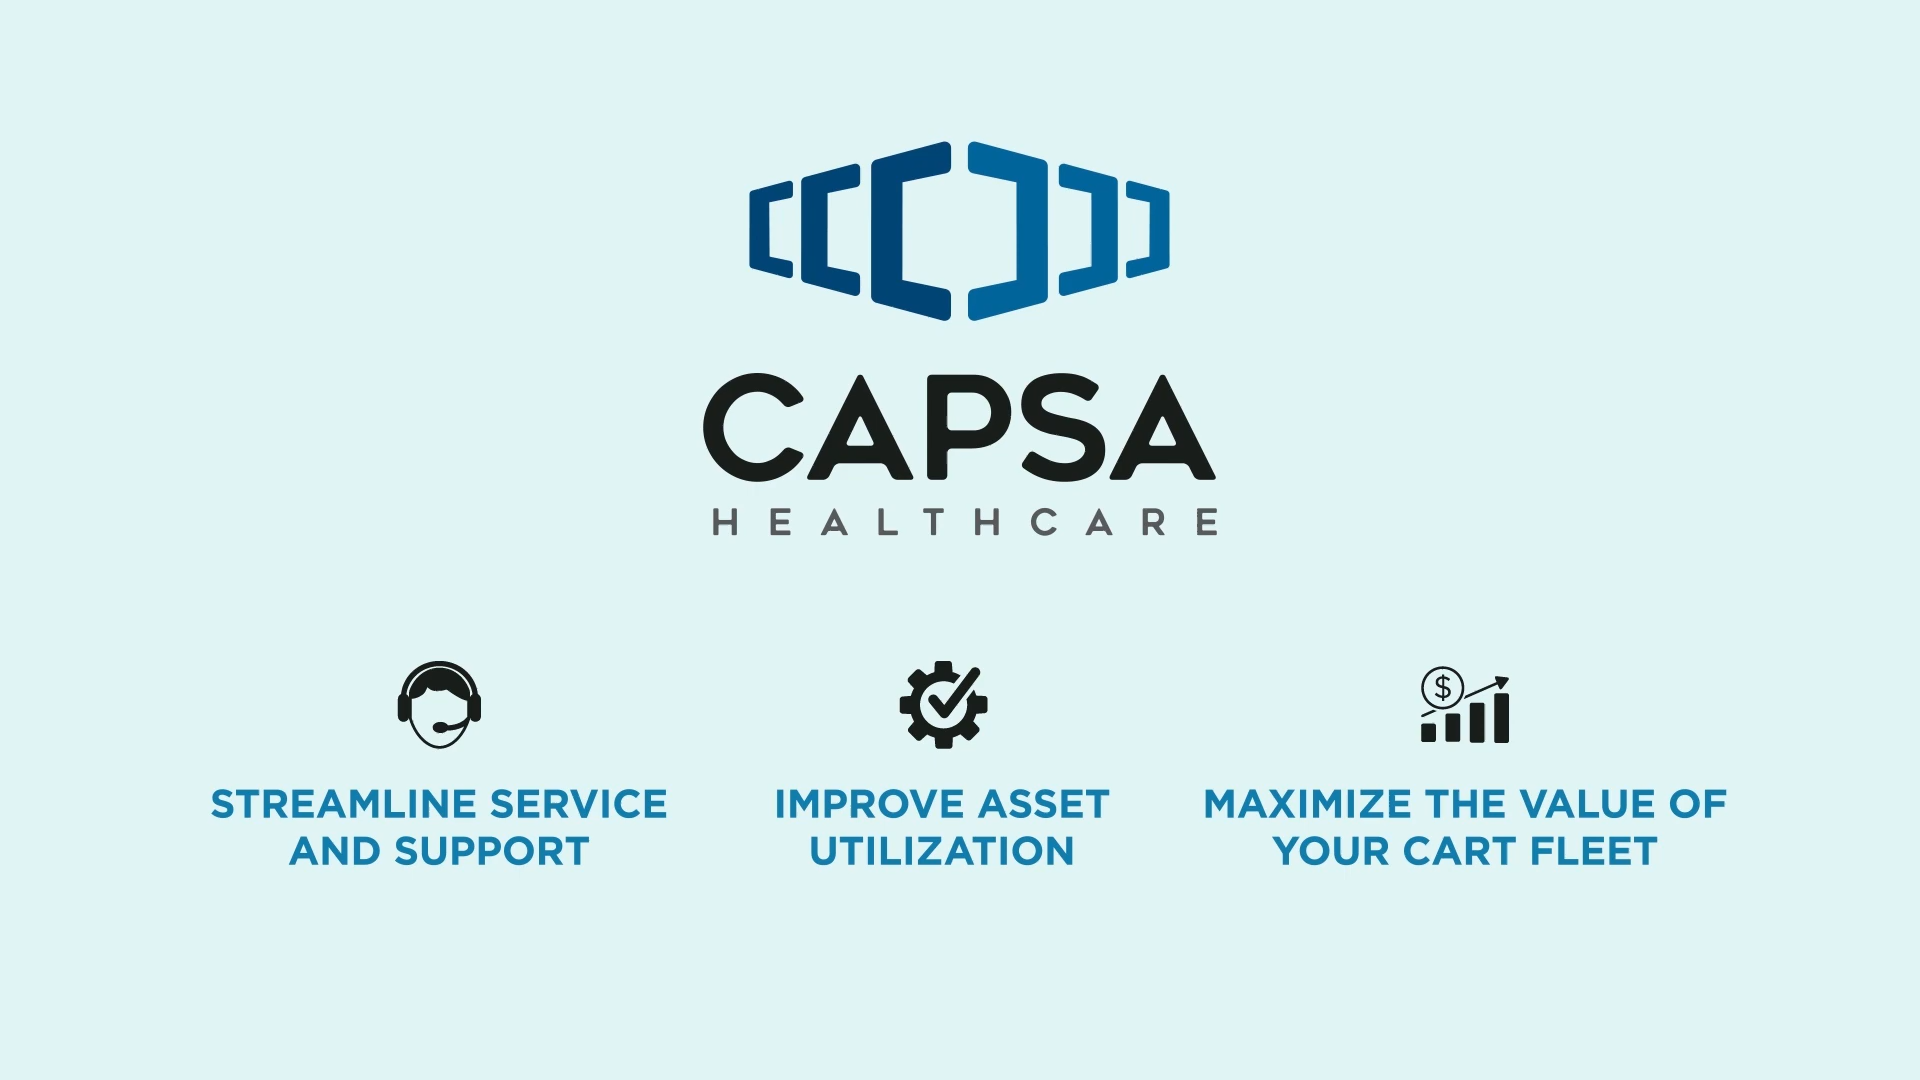 CAPSA
HEALTHCARE
$
STREAMLINE SERVICE
AND SUPPORT
IMPROVE ASSET
UTILIZATION
MAXIMIZE THE VALUE OF
YOUR CART FLEET